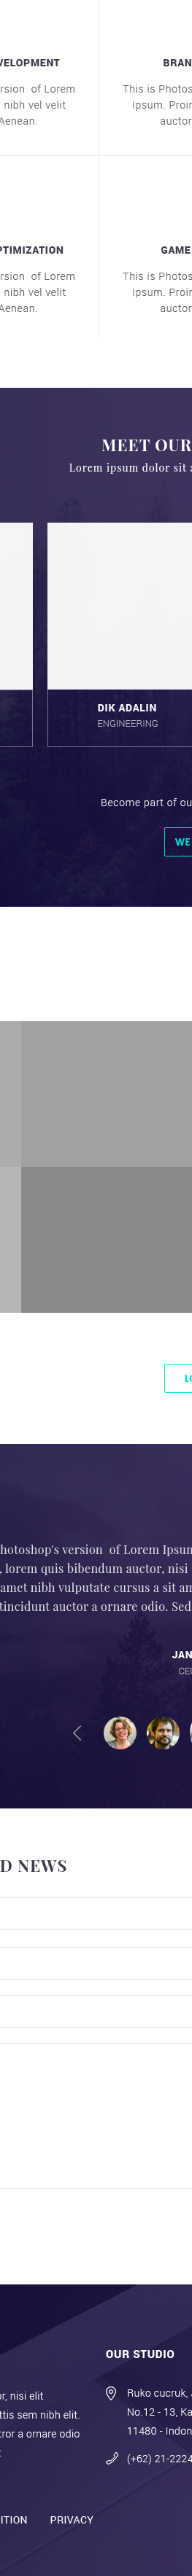 VELOPMENT
BRAN
rsion of Lorem
nibh vel velit
Aenean.
This is Photos
Ipsum. Proin
auctor
PTIMIZATION
GAME
rsion of Lorem
nibh vel velit
Aenean.
This is Photos
Ipsum. Proin
auctor
MEET OUR
Lorem ipsum dolor sit a
DIK ADALIN
ENGINEERING
Become part of ou
WE
LO
hotoshop's version of Lorem Ipsum
, lorem quis bibendum auctor, nisi
amet nibh vulputate cursus a sit am
tincidunt auctor a ornare odio. Sed
JAN
CEO
D NEWS
OUR STUDIO
or, nisi elit
ttis sem nibh elit.
tror a ornare odio
Ruko cucruk,
No.12 - 13, Ka
11480 - Indon
(+62) 21-2224
ITION
PRIVACY